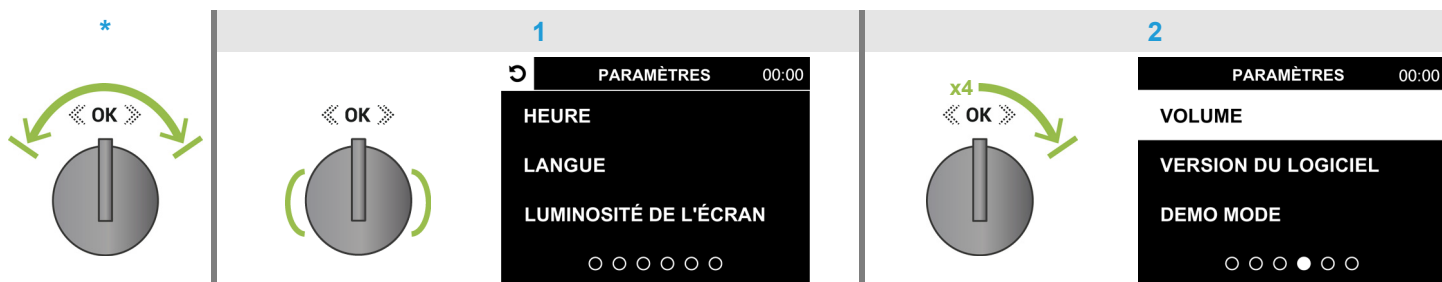 *
1
2
OK
OK
PARAMÈTRES 00:00
HEURE
LANGUE
LUMINOSITÉ DE L'ÉCRAN
x4
OK
PARAMÈTRES 00:00
VOLUME
VERSION DU LOGICIEL
DEMO MODE